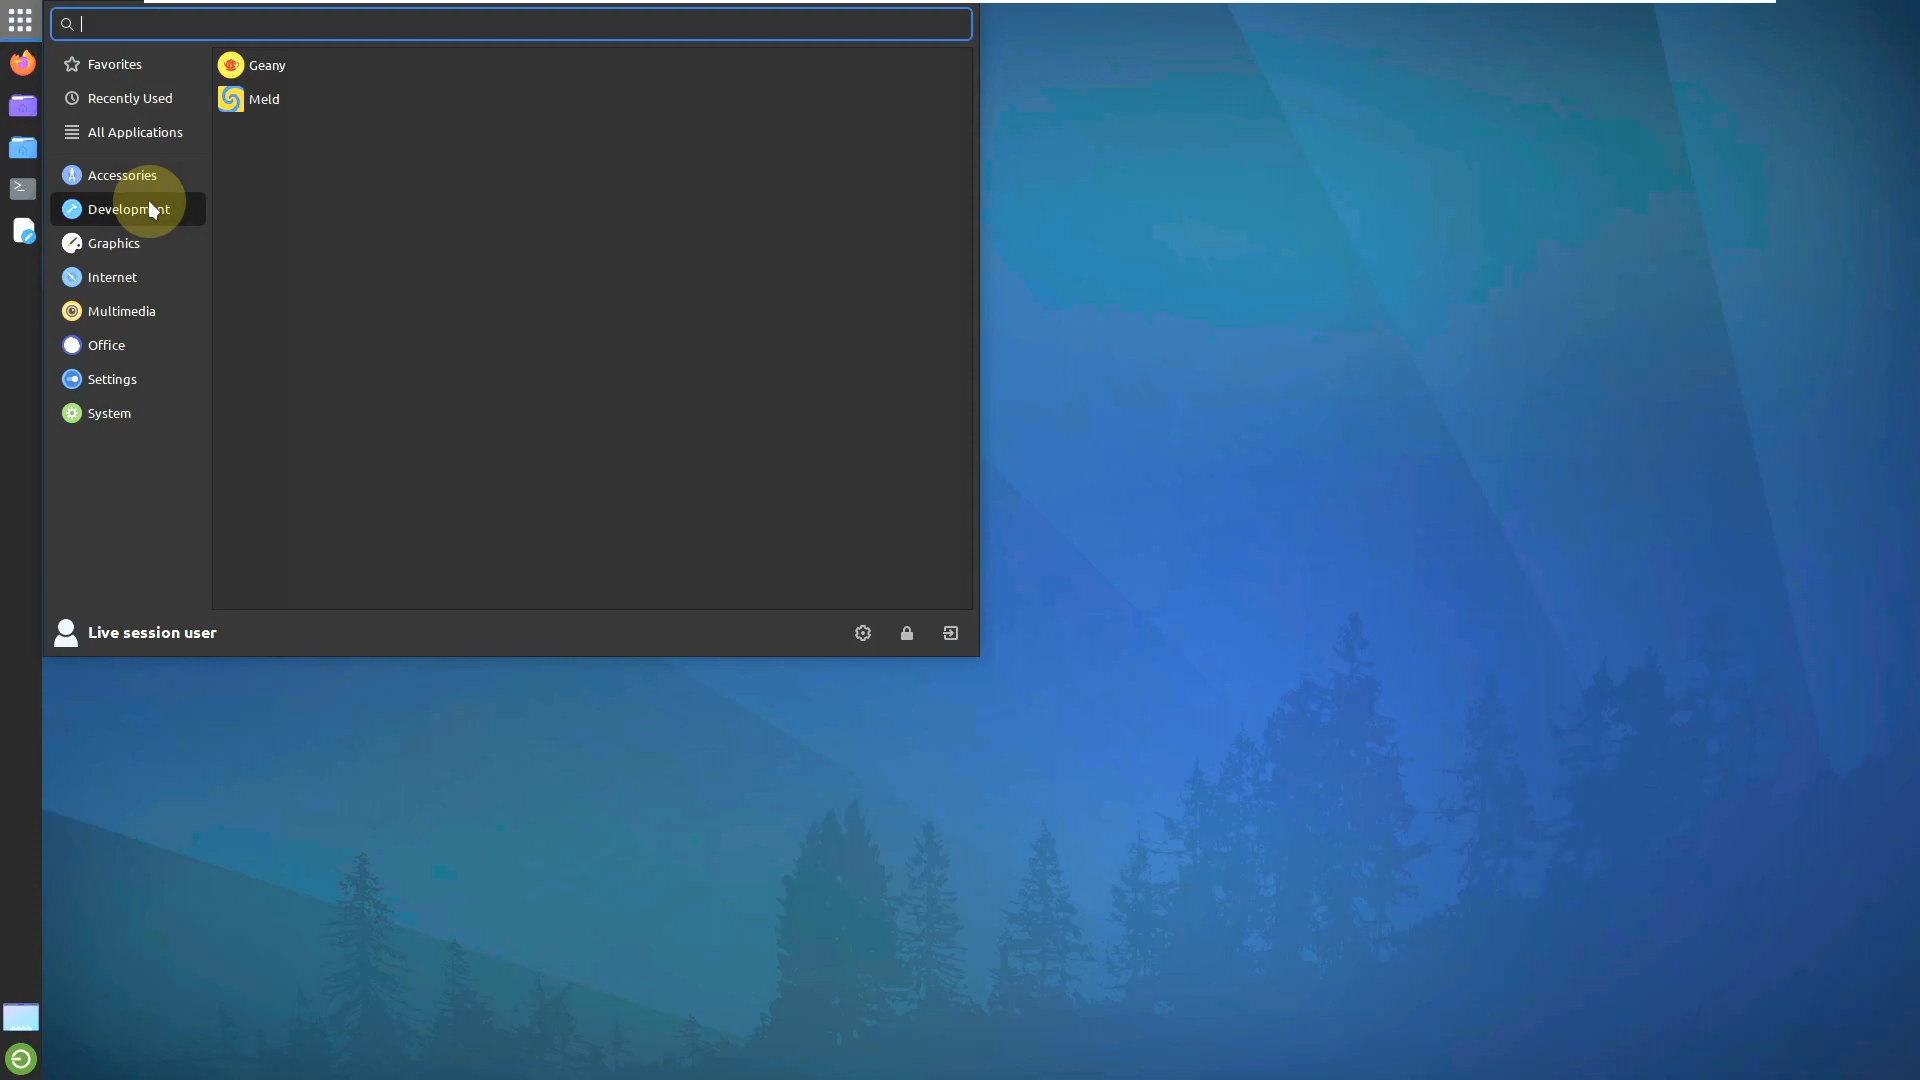 Favorites
Recently Used
All Applications
Accessories
Development
Graphics
Internet
Multimedia
Office
Settings
System
Geany
Meld
Live session user